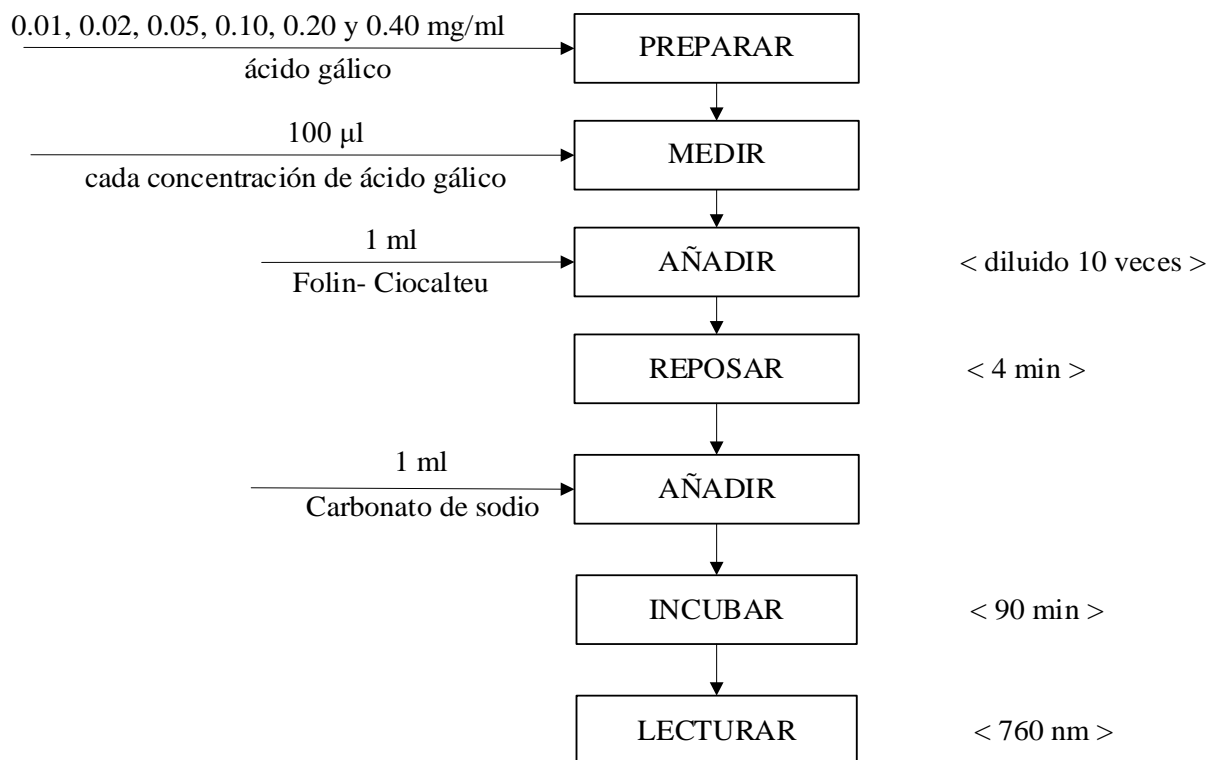 0.01, 0.02, 0.05, 0.10, 0.20 y 0.40 mg/ml
ácido gálico
PREPARAR
100 μl
cada concentración de ácido gálico
MEDIR
1 ml
Folin- Ciocalteu
AÑADIR
< diluido 10 veces >
REPOSAR
< 4 min >
1 ml
Carbonato de sodio
AÑADIR
INCUBAR
< 90 min >
LECTURAR
< 760 nm >